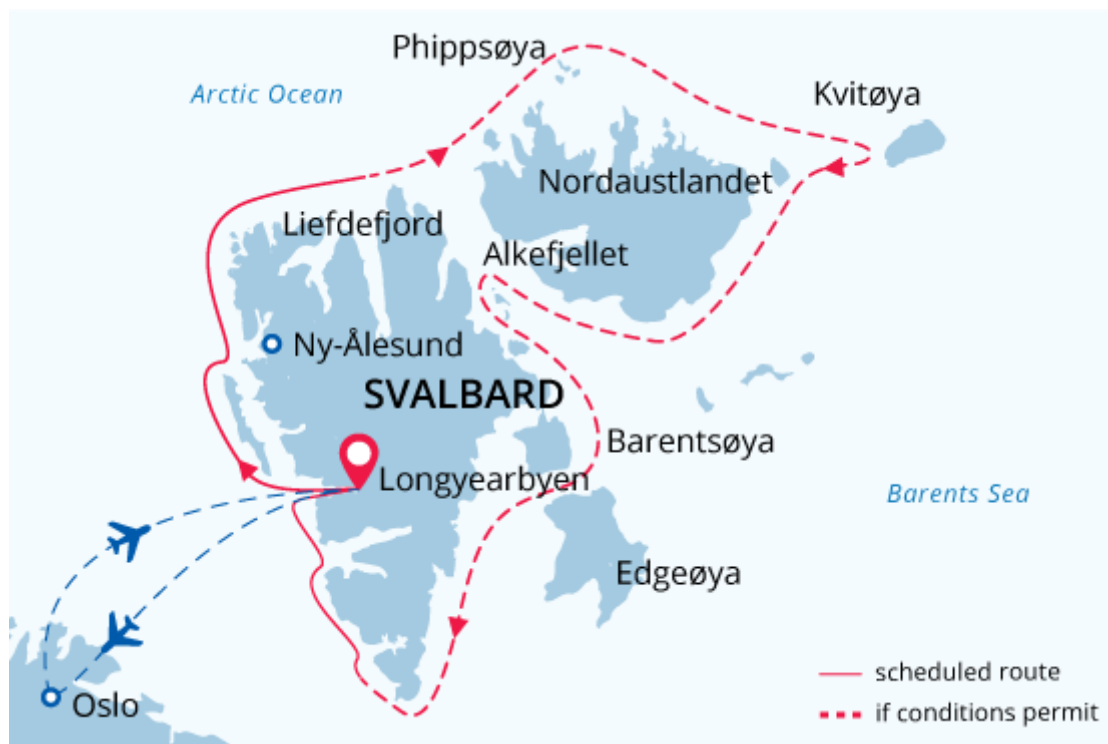 Phippsøya
Arctic Ocean
Kvitøya
Nordaustlandet
Liefdefjord
Alkefjellet
Ny-Ålesund
SVALBARD
Barentsøya
Longyearbyen
Barents Sea
Edgeøya
scheduled route
Oslo
if conditions permit